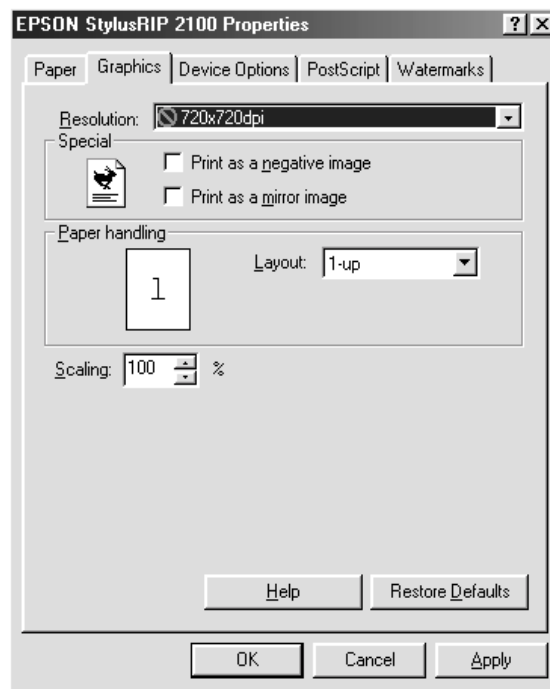 EPSON StylusRIP 2100 Properties
Paper Graphics Device Options PostScript Watermarks
Resolution: 720x720dpi
Special
Print as a negative image
Print as a mirror image
Paper handling
1
Layout: 1-up
Scaling: 100 %
Help Restore Defaults
OK Cancel Apply